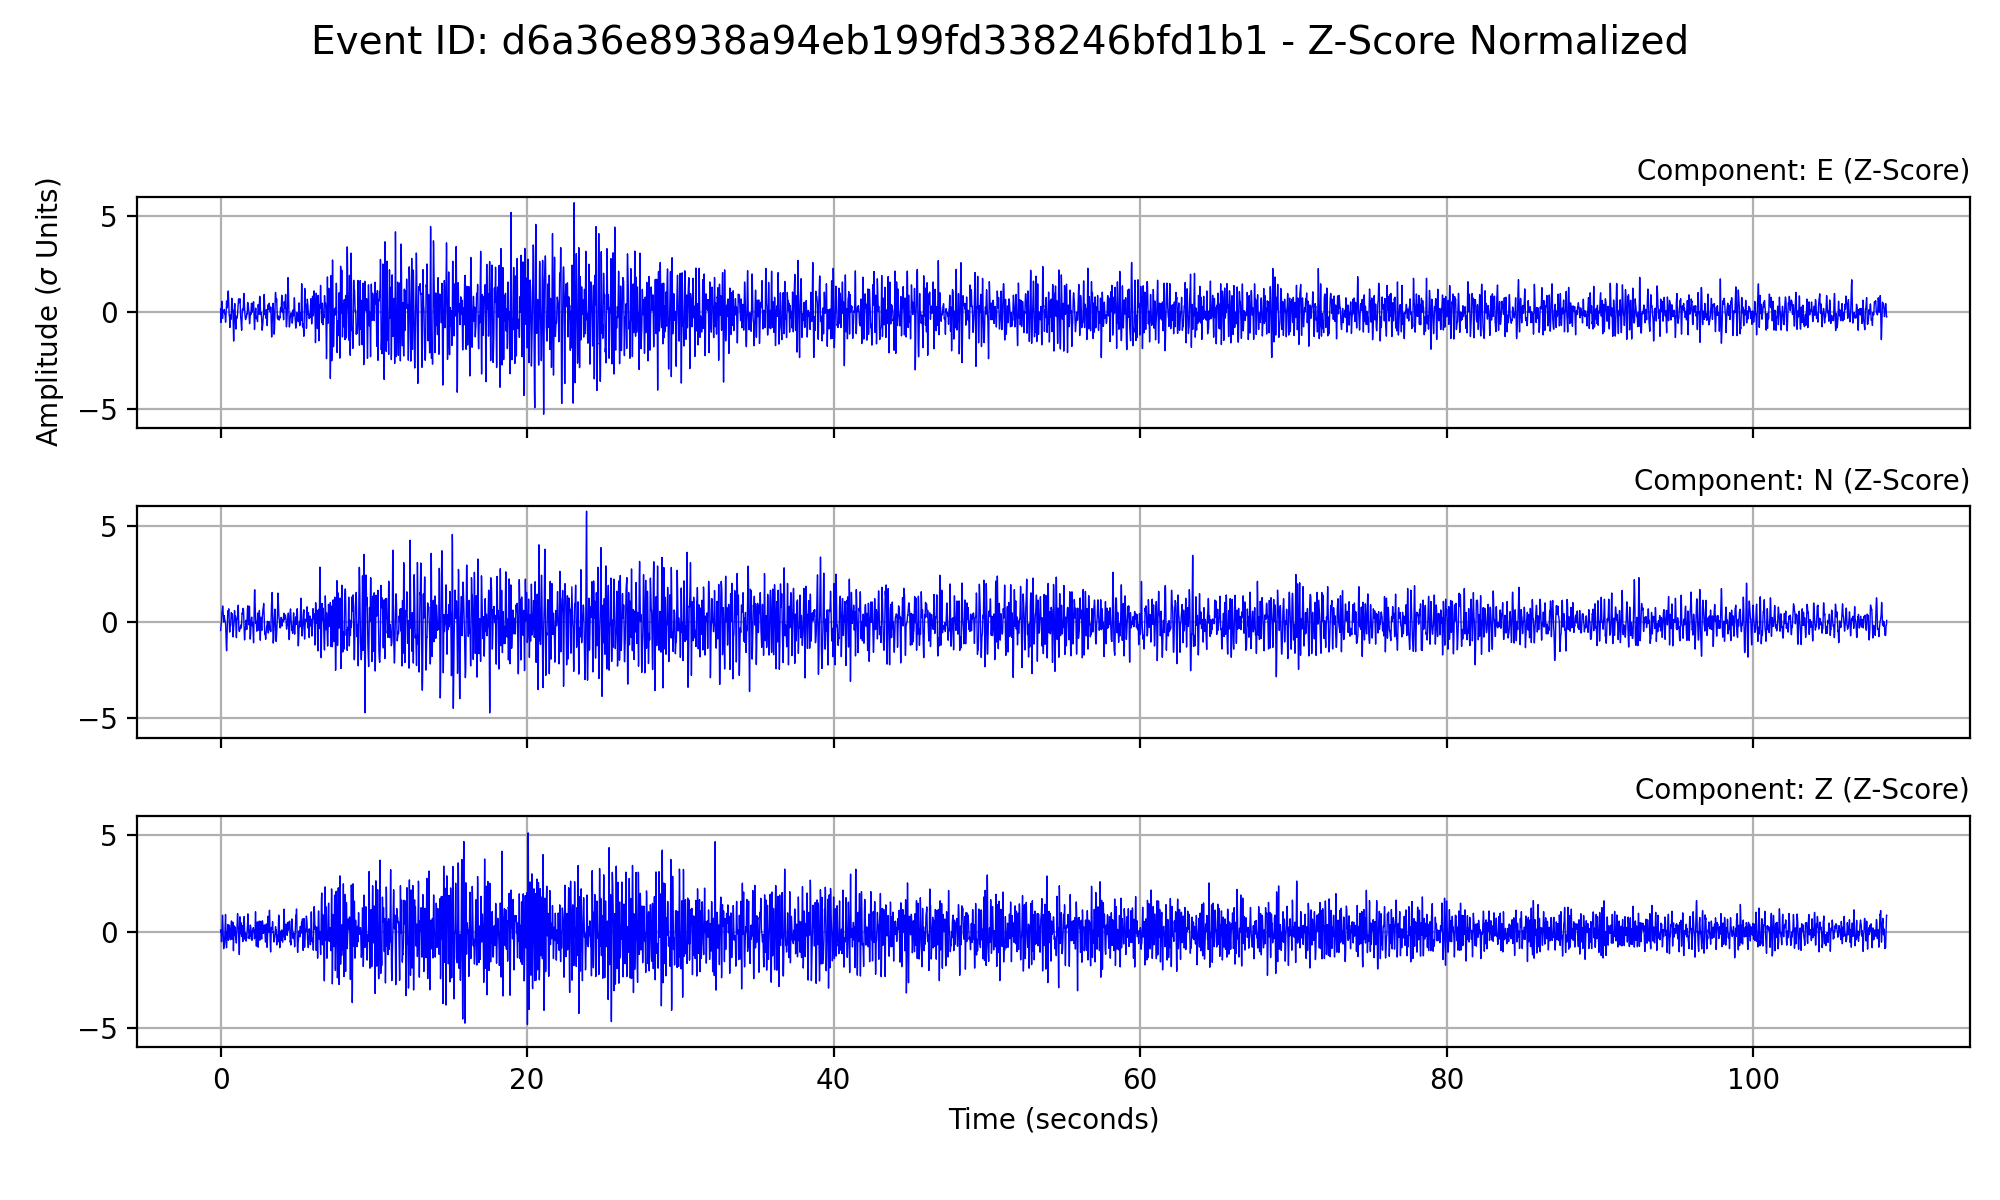 Event ID: d6a36e8938a94eb199fd338246bfd1b1 - Z-Score Normalized
Component: E (Z-Score)
Amplitude (σ Units)
5
0
−5
Component: N (Z-Score)
5
0
−5
Component: Z (Z-Score)
5
0
−5
0 20 40 60 80 100
Time (seconds)